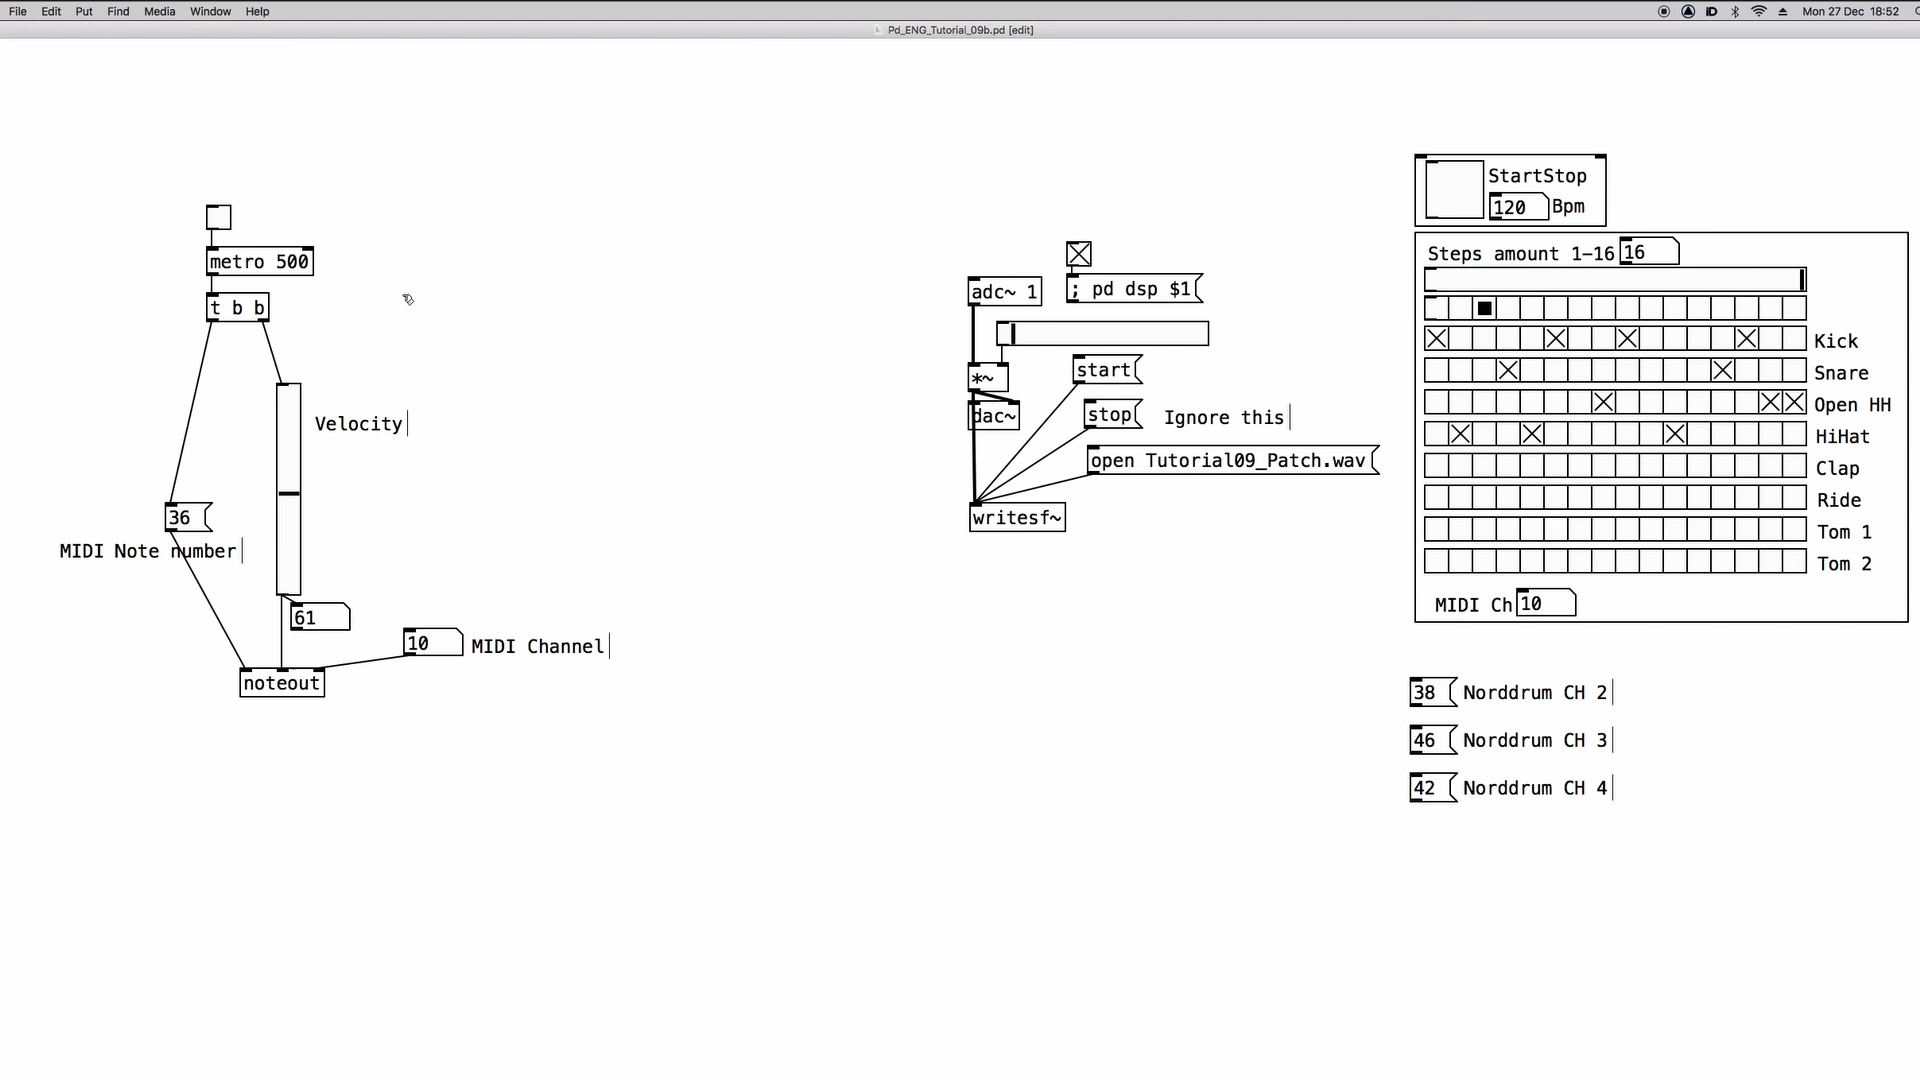 File Edit Put Find Media Window Help
iD Mon 27 Dec 18:52
Pd_ENG_Tutorial_09b.pd [edit]
metro 500
t b b
Velocity
36
MIDI Note number
61
10 MIDI Channel
noteout
adc~ 1
; pd dsp $1
*~
start
dac~
stop
Ignore this
open Tutorial09_Patch.wav
writesf~
StartStop
120 Bpm
Steps amount 1-16 16
Kick
Snare
Open HH
HiHat
Clap
Ride
Tom 1
Tom 2
MIDI Ch 10
38 Norddrum CH 2
46 Norddrum CH 3
42 Norddrum CH 4